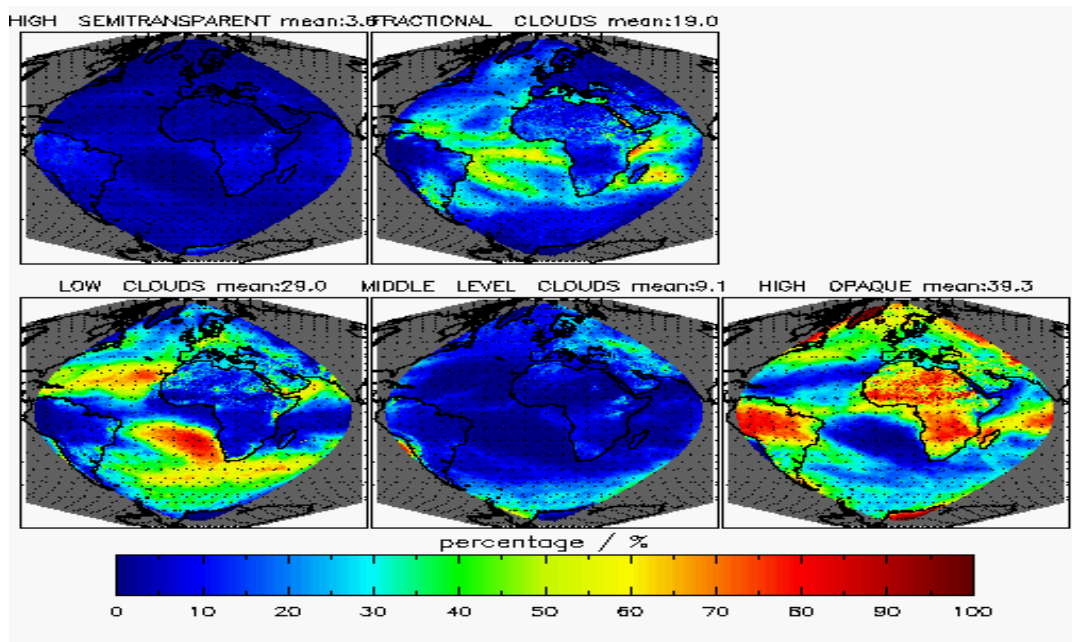 HIGH SEMITRANSPARENT mean:3.6
FRACTIONAL CLOUDS mean:19.0
LOW CLOUDS mean:29.0
MIDDLE LEVEL CLOUDS mean:9.1
HIGH OPAQUE mean:39.3
percentage / %
0 10 20 30 40 50 60 70 80 90 100